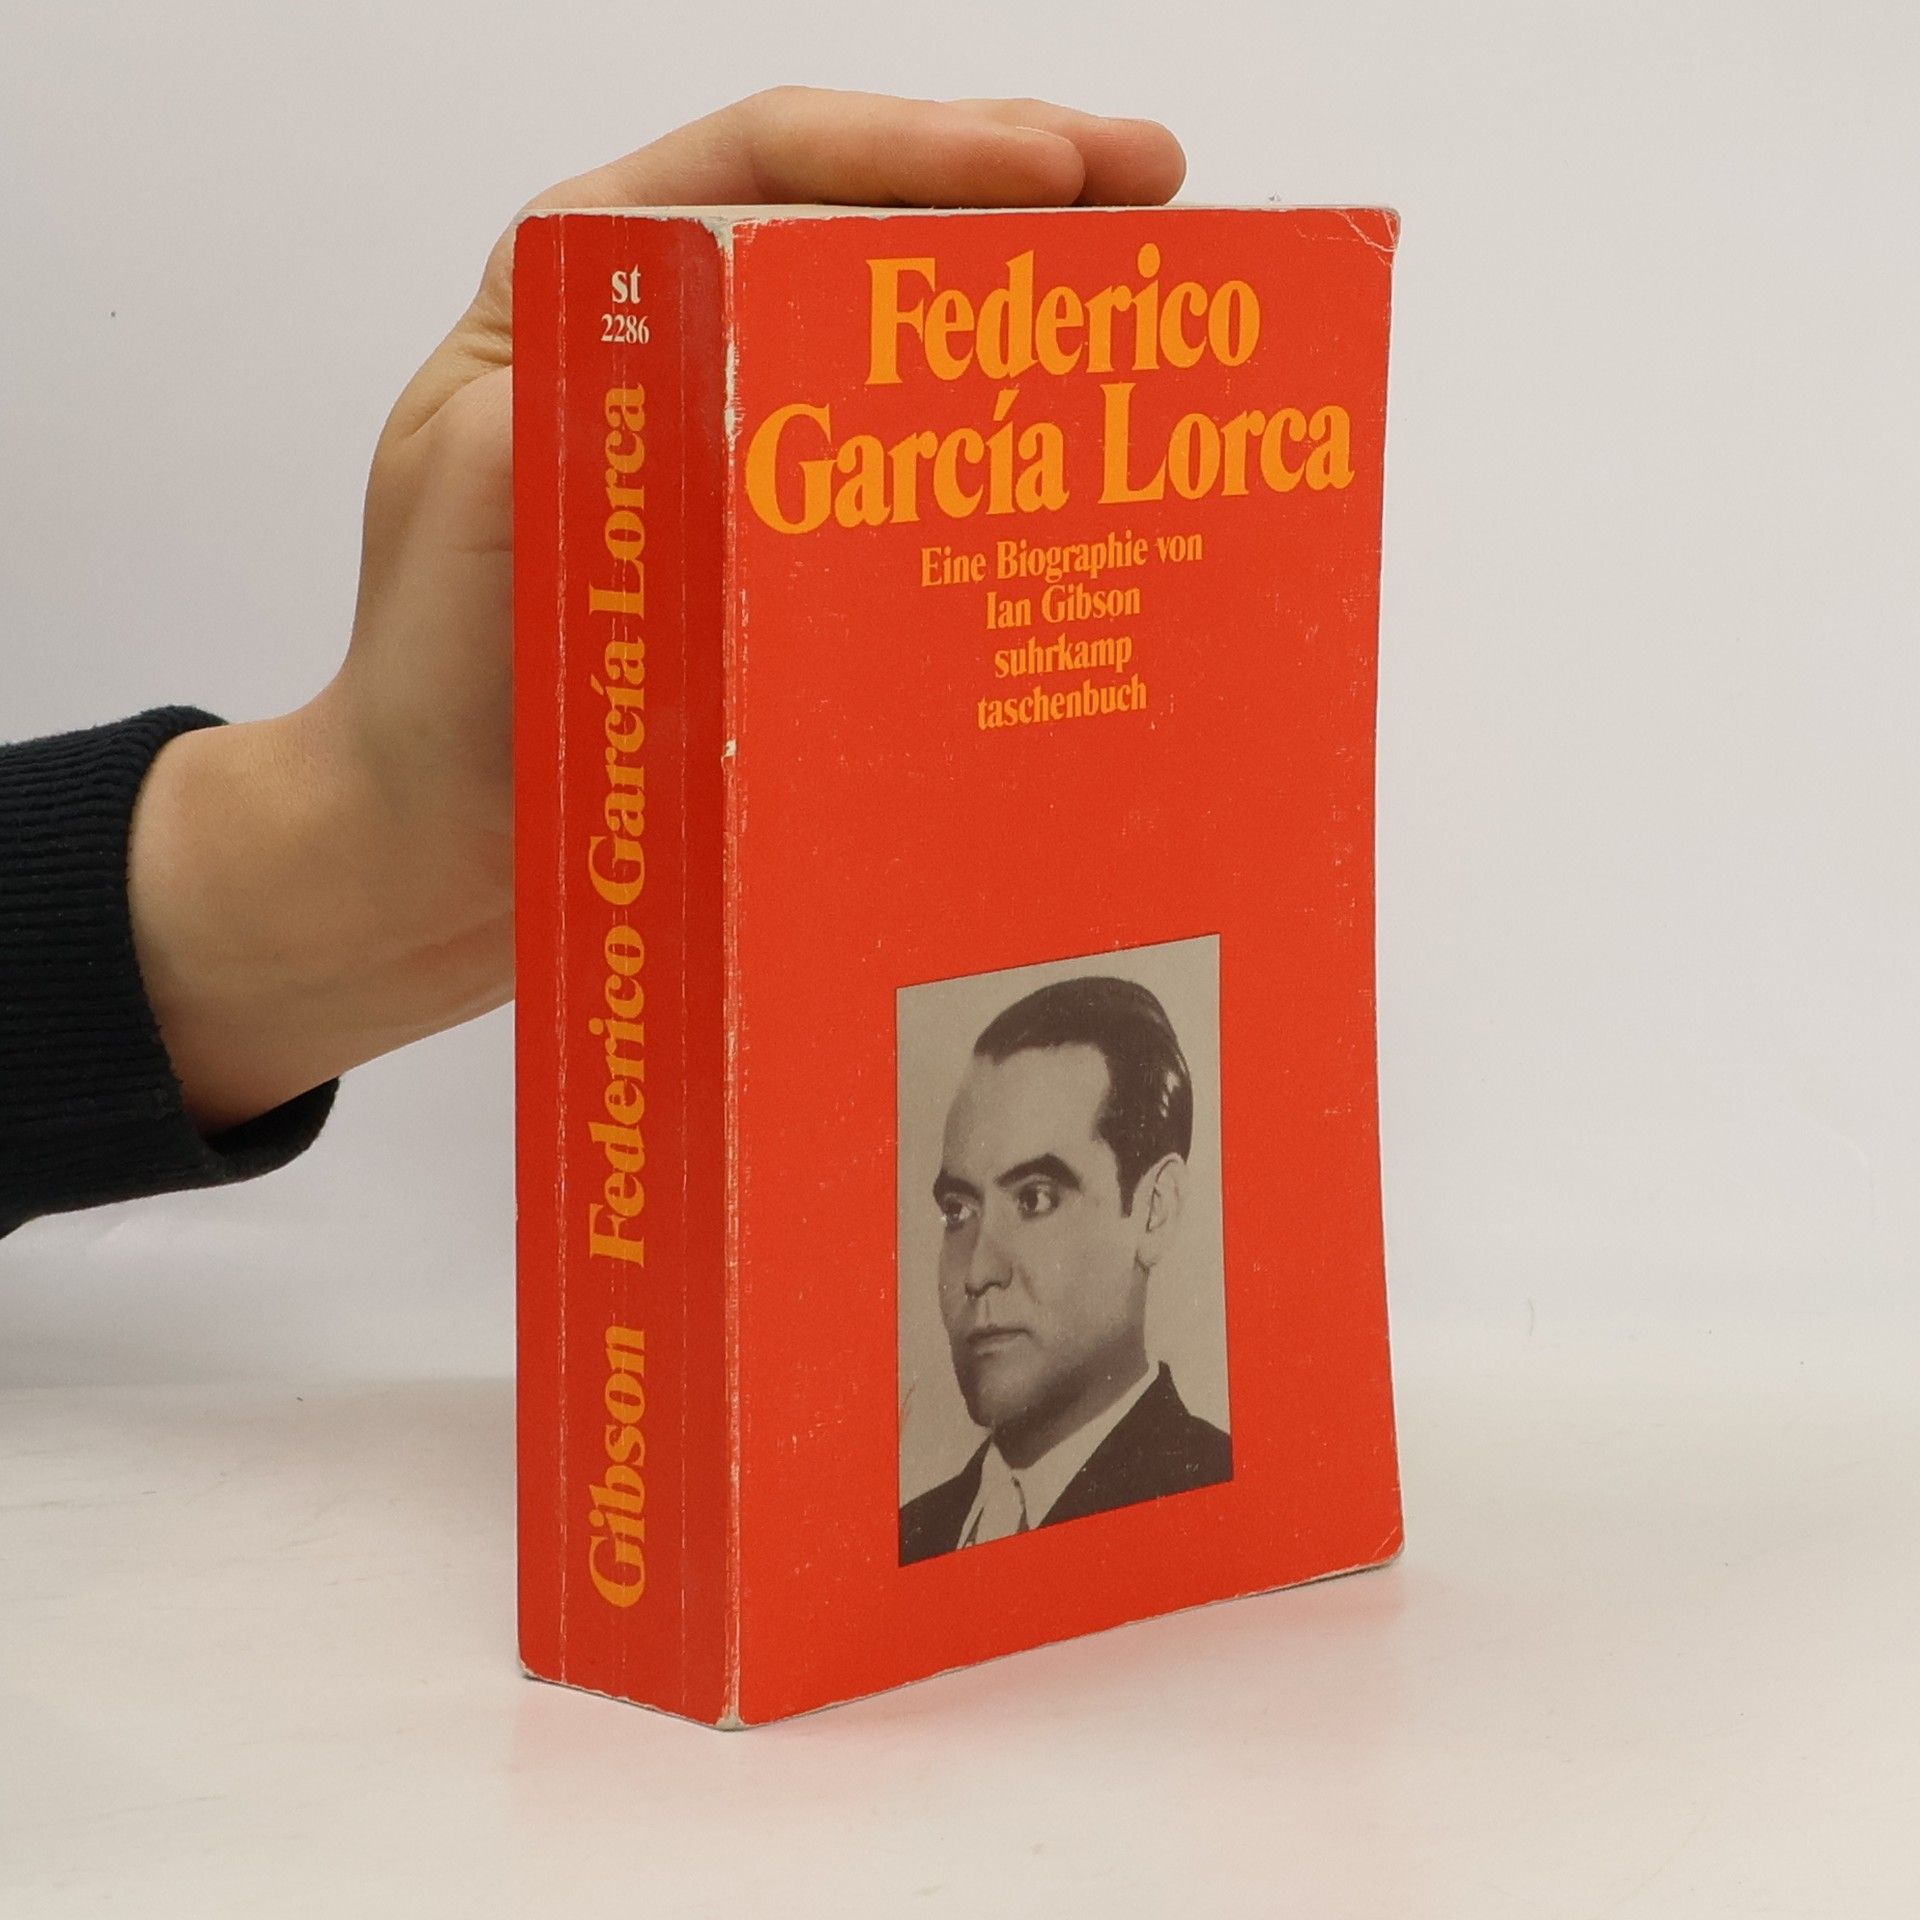 st
2286
Gibson Federico García Lorca
Federico
García Lorca
Eine Biographie von
Ian Gibson
suhrkamp
taschenbuch